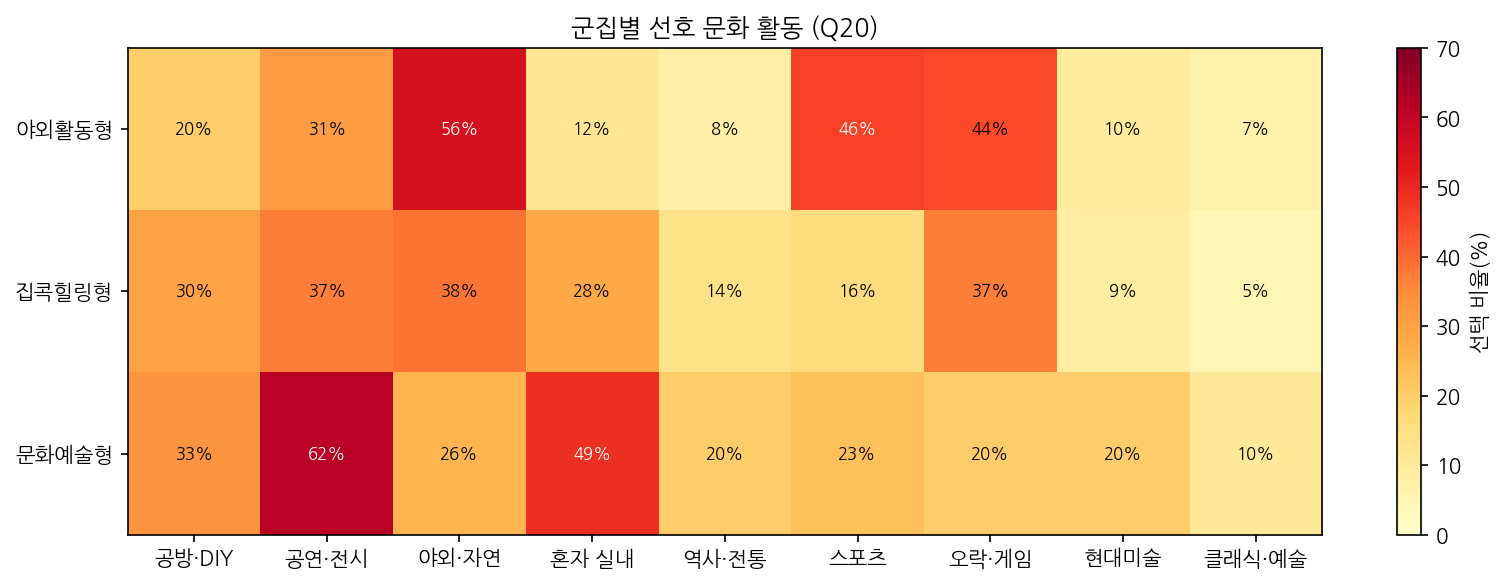 군집별 선호 문화 활동 (Q20)
야외활동형 20% 31% 56% 12% 8% 46% 44% 10% 7%
집콕힐링형 30% 37% 38% 28% 14% 16% 37% 9% 5%
문화예술형 33% 62% 26% 49% 20% 23% 20% 20% 10%
공방·DIY 공연·전시 야외·자연 혼자 실내 역사·전통 스포츠 오락·게임 현대미술 클래식·예술
70
60
50
40
30
20
10
0
선택 비율(%)